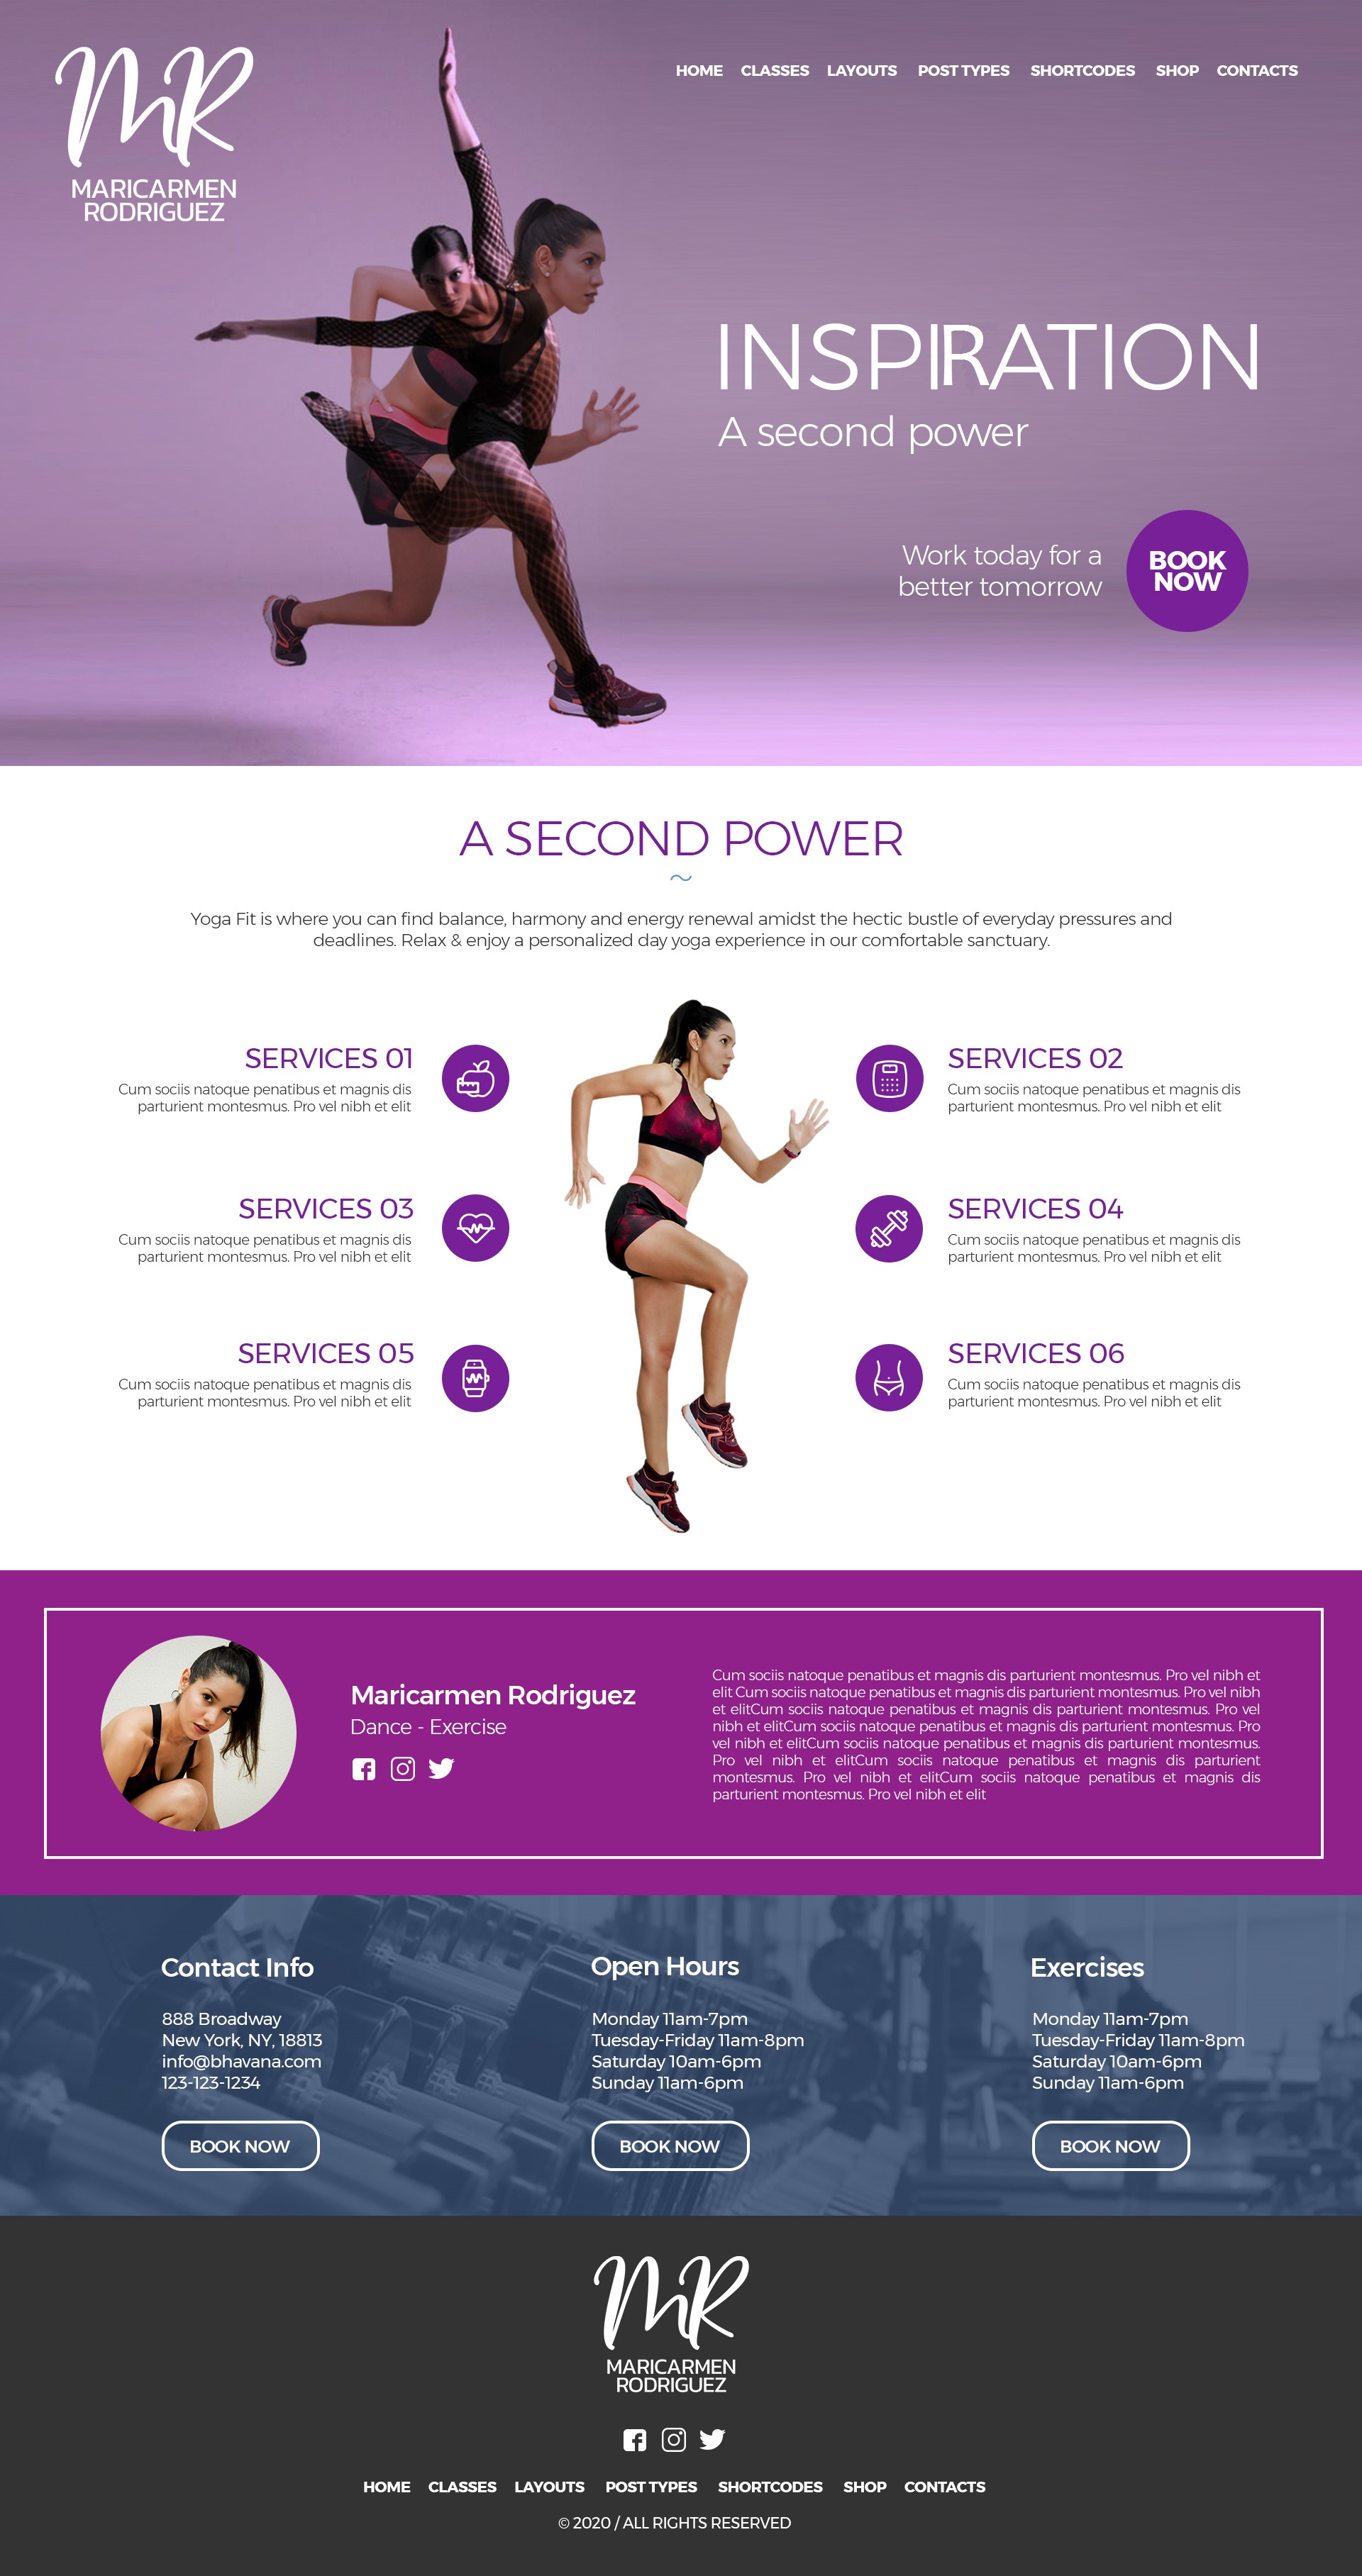 MR
MARICARMEN
RODRIGUEZ
HOME CLASSES LAYOUTS POST TYPES SHORTCODES SHOP CONTACTS
INSPIRATION
A second power
Work today for a
better tomorrow
BOOK
NOW
A SECOND POWER
~
Yoga Fit is where you can find balance, harmony and energy renewal amidst the hectic bustle of everyday pressures and
deadlines. Relax & enjoy a personalized day yoga experience in our comfortable sanctuary.
SERVICES 01
Cum sociis natoque penatibus et magnis dis
parturient montesmus. Pro vel nibh et elit
SERVICES 02
Cum sociis natoque penatibus et magnis dis
parturient montesmus. Pro vel nibh et elit
SERVICES 03
Cum sociis natoque penatibus et magnis dis
parturient montesmus. Pro vel nibh et elit
SERVICES 04
Cum sociis natoque penatibus et magnis dis
parturient montesmus. Pro vel nibh et elit
SERVICES 05
Cum sociis natoque penatibus et magnis dis
parturient montesmus. Pro vel nibh et elit
SERVICES 06
Cum sociis natoque penatibus et magnis dis
parturient montesmus. Pro vel nibh et elit
Maricarmen Rodriguez
Dance - Exercise
Cum sociis natoque penatibus et magnis dis parturient montesmus. Pro vel nibh et
elit Cum sociis natoque penatibus et magnis dis parturient montesmus. Pro vel nibh
et elitCum sociis natoque penatibus et magnis dis parturient montesmus. Pro vel
nibh et elitCum sociis natoque penatibus et magnis dis parturient montesmus. Pro
vel nibh et elitCum sociis natoque penatibus et magnis dis parturient montesmus.
Pro vel nibh et elitCum sociis natoque penatibus et magnis dis parturient
montesmus. Pro vel nibh et elitCum sociis natoque penatibus et magnis dis
parturient montesmus. Pro vel nibh et elit
Contact Info
888 Broadway
New York, NY, 18813
info@bhavana.com
123-123-1234
BOOK NOW
Open Hours
Monday 11am-7pm
Tuesday-Friday 11am-8pm
Saturday 10am-6pm
Sunday 11am-6pm
BOOK NOW
Exercises
Monday 11am-7pm
Tuesday-Friday 11am-8pm
Saturday 10am-6pm
Sunday 11am-6pm
BOOK NOW
MR
MARICARMEN
RODRIGUEZ
HOME CLASSES LAYOUTS POST TYPES SHORTCODES SHOP CONTACTS
© 2020 / ALL RIGHTS RESERVED